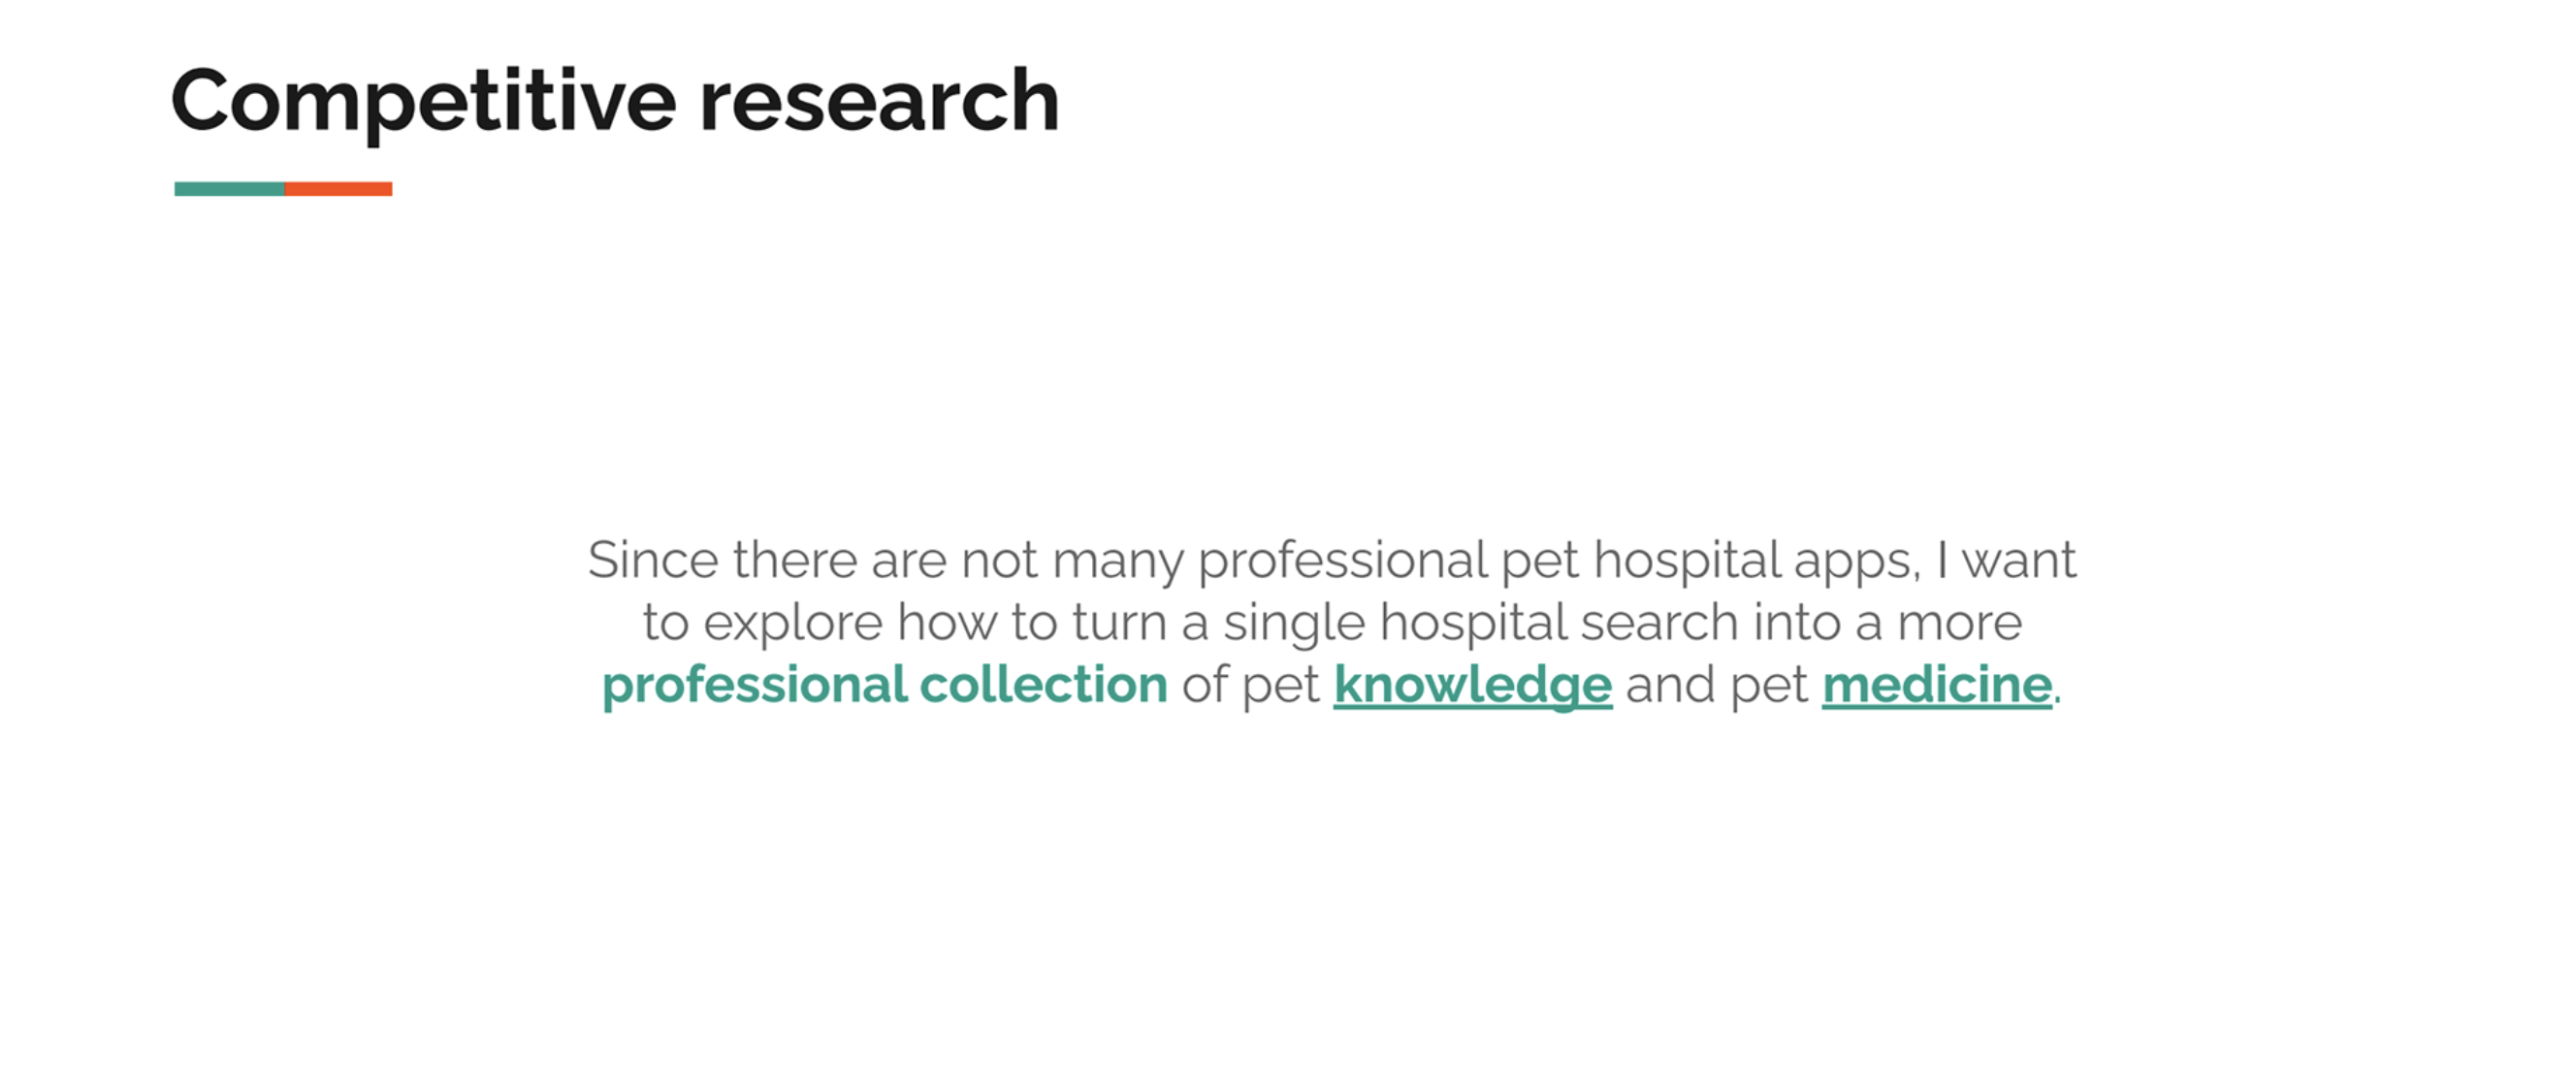 Competitive research
Since there are not many professional pet hospital apps, I want
to explore how to turn a single hospital search into a more
professional collection of pet knowledge and pet medicine.